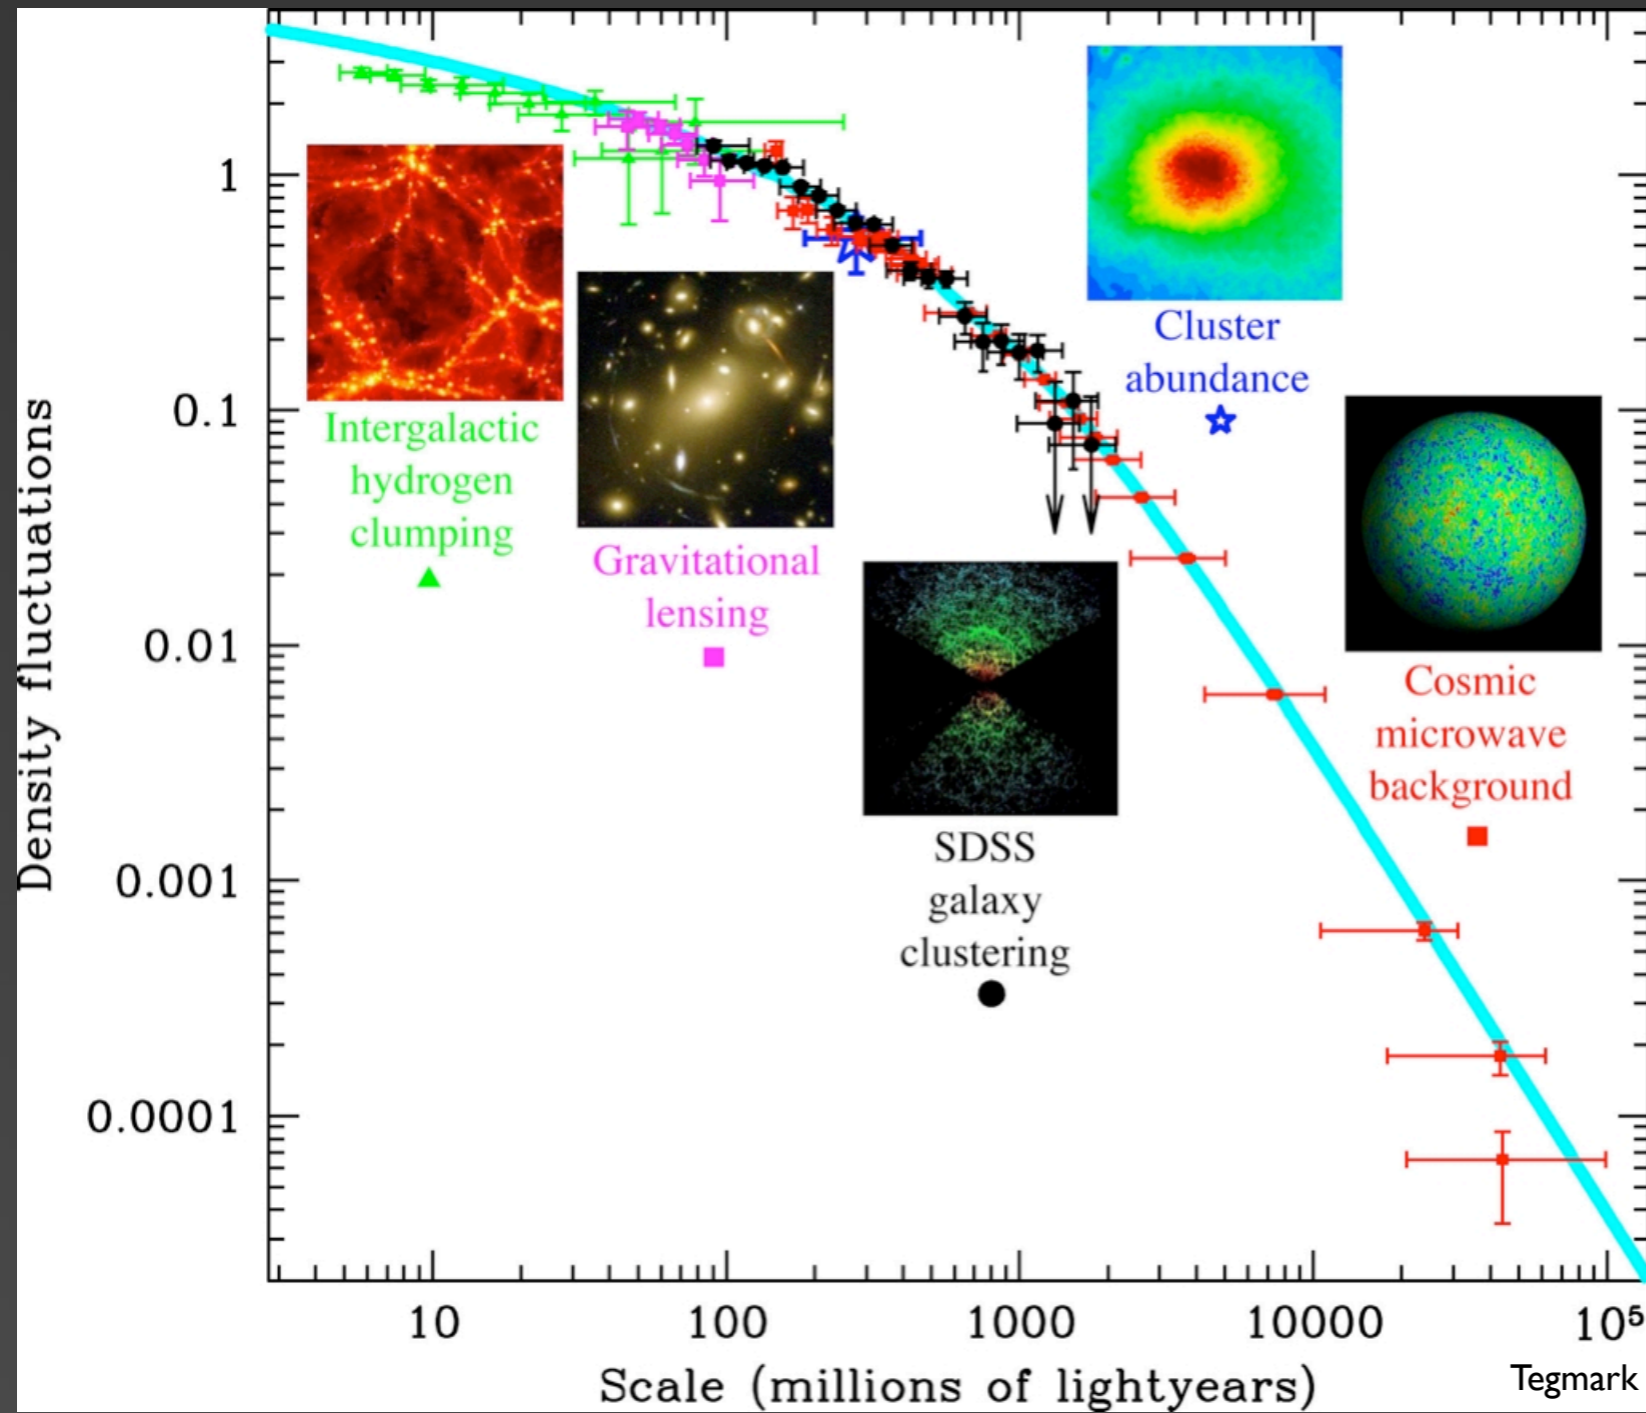 Density fluctuations
1
0.1
0.01
0.001
0.0001
Intergalactic
hydrogen
clumping
Gravitational
lensing
SDSS
galaxy
clustering
Cluster
abundance
Cosmic
microwave
background
10
100
1000
10000
10⁵
Scale (millions of lightyears)
Tegmark